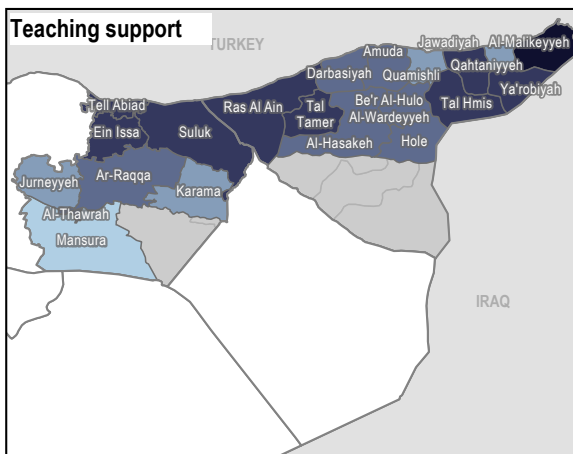 Teaching support
TURKEY
Amuda
Jawadiyah
Al-Malikeyyeh
Darbasiyah
Quamishli
Qahtaniyyeh
Ya'robiyah
Tell Abiad
Ras Al Ain
Tal
Tamer
Be'r Al-Hulo
Al-Wardeyyeh
Tal Hmis
Ein Issa
Suluk
Al-Hasakeh
Hole
Jurneyyeh
Ar-Raqqa
Karama
Al-Thawrah
Mansura
IRAQ